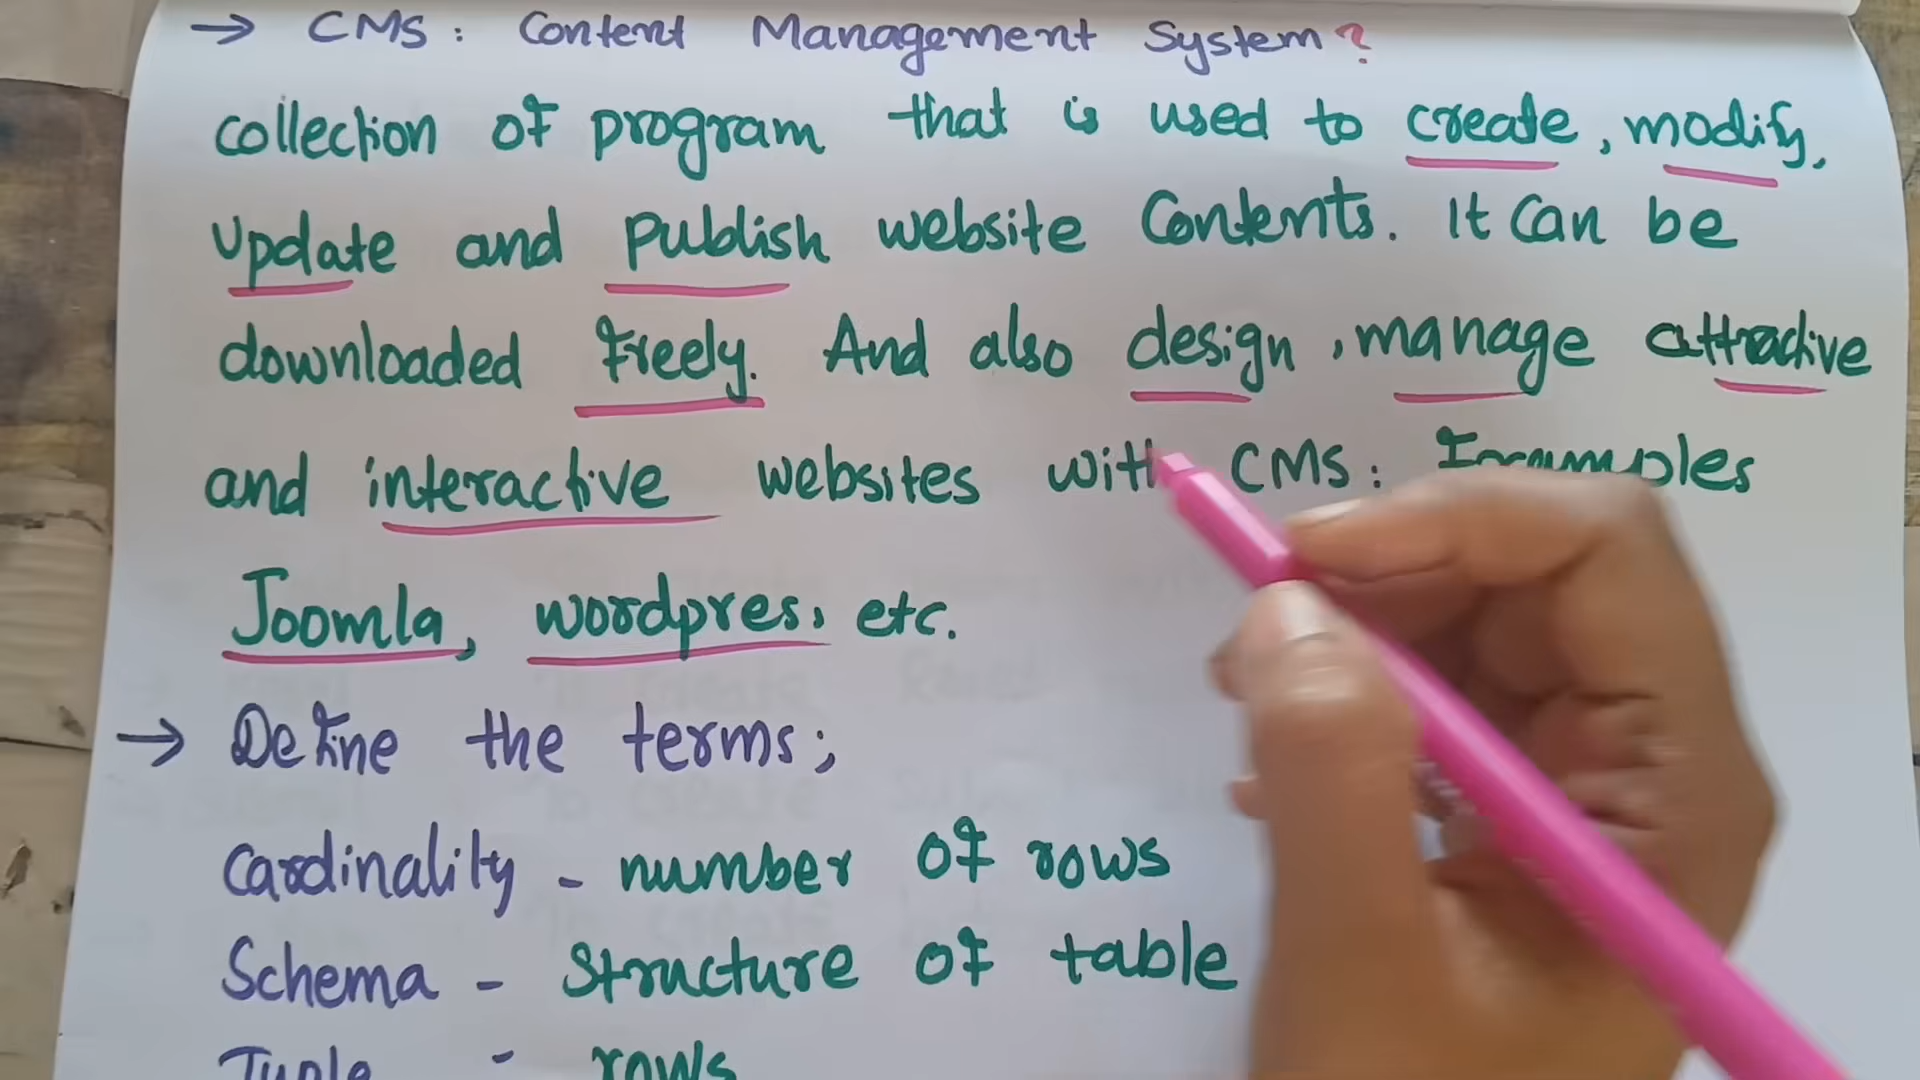 → CMS: Content Management System?
collection of program that is used to create, modify,
update and publish website Contents. It can be
downloaded freely. And also design, manage attractive
and interactive websites with CMS: Examples
Joomla, wordpres, etc.
→ Define the terms;
Cardinality - number of rows
Schema - structure of table
Tuple - rows